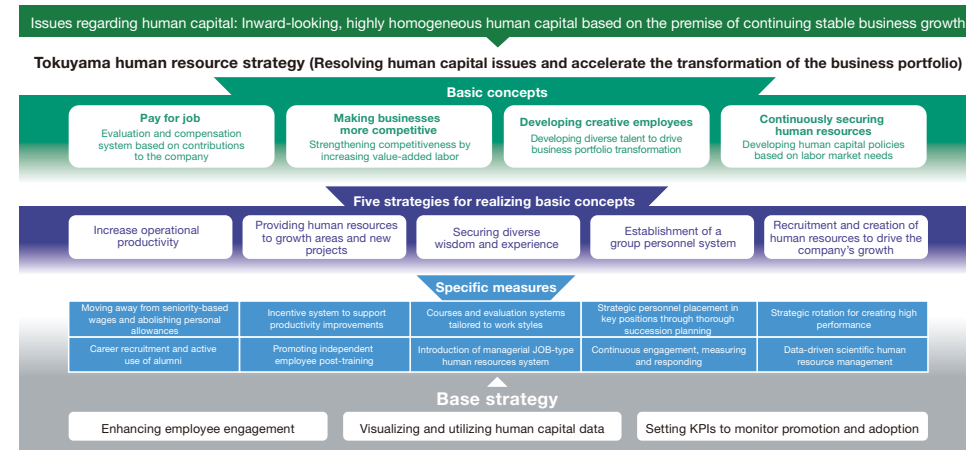 Issues regarding human capital: Inward-looking, highly homogeneous human capital based on the premise of continuing stable business growth
Tokuyama human resource strategy (Resolving human capital issues and accelerate the transformation of the business portfolio)
Basic concepts
Pay for job
Evaluation and compensation
system based on contributions
to the company
Making businesses
more competitive
Strengthening competitiveness by
increasing value-added labor
Developing creative employees
Developing diverse talent to drive
business portfolio transformation
Continuously securing
human resources
Developing human capital policies
based on labor market needs
Five strategies for realizing basic concepts
Increase operational
productivity
Providing human resources
to growth areas and new
projects
Securing diverse
wisdom and experience
Establishment of a
group personnel system
Recruitment and creation of
human resources to drive the
company's growth
Specific measures
Moving away from seniority-based
wages and abolishing personal
allowances
Incentive system to support
productivity improvements
Courses and evaluation systems
tailored to work styles
Strategic personnel placement in
key positions through thorough
succession planning
Strategic rotation for creating high
performance
Career recruitment and active
use of alumni
Promoting independent
employee post-training
Introduction of managerial JOB-type
human resources system
Continuous engagement, measuring
and responding
Data-driven scientific human
resource management
Base strategy
Enhancing employee engagement
Visualizing and utilizing human capital data
Setting KPIs to monitor promotion and adoption